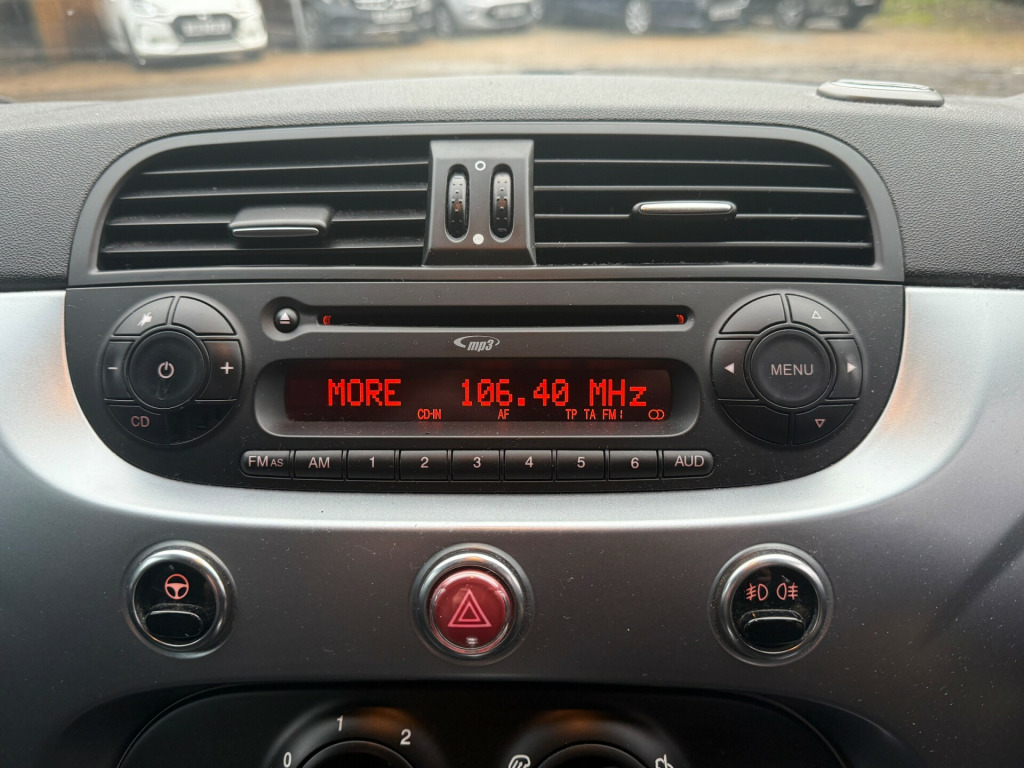 mp3
MORE 106.40 MHz
CD-IN AF TP TA FM1
- +
MENU
CD
FM AS AM 1 2 3 4 5 6 AUD
0 1 2